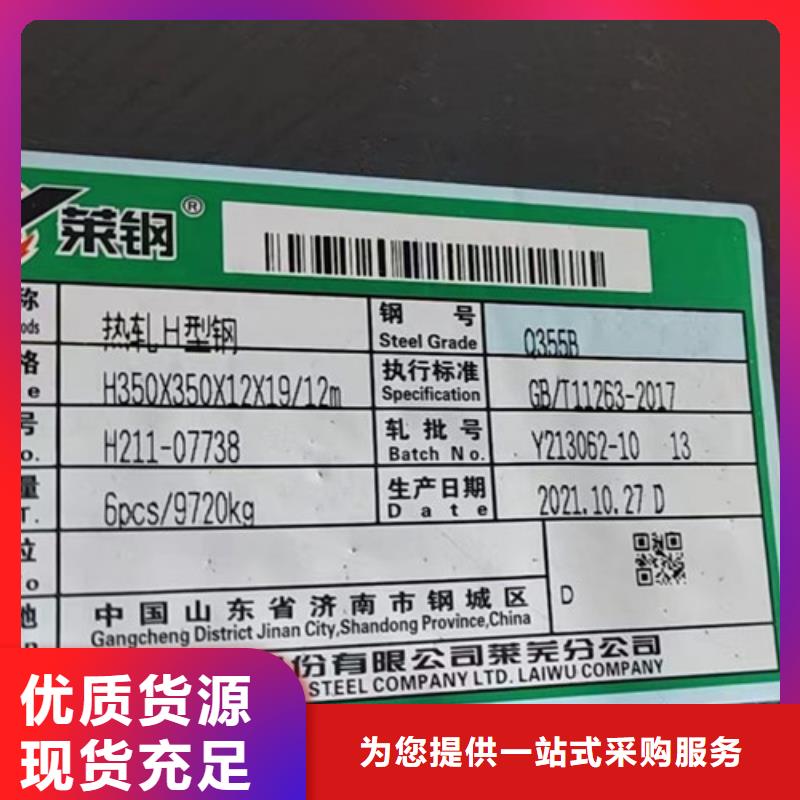 莱钢®
称 热轧H型钢 钢号 Q355B
ods Steel Grade
格 H350X350X12X19/12m 执行标准 GB/T11263-2017
e Specification
号 H211-07738 轧批号 Y213062-10 13
o. Batch No.
量 6pcs/9720kg 生产日期 2021.10.27 D
T. Date
位
o
地 中国山东省济南市钢城区 D
Gangcheng District Jinan City,Shandong Province,China
份有限公司莱芜分公司
STEEL COMPANY LTD. LAIWU COMPANY
优质货源
现货充足
为您提供一站式采购服务